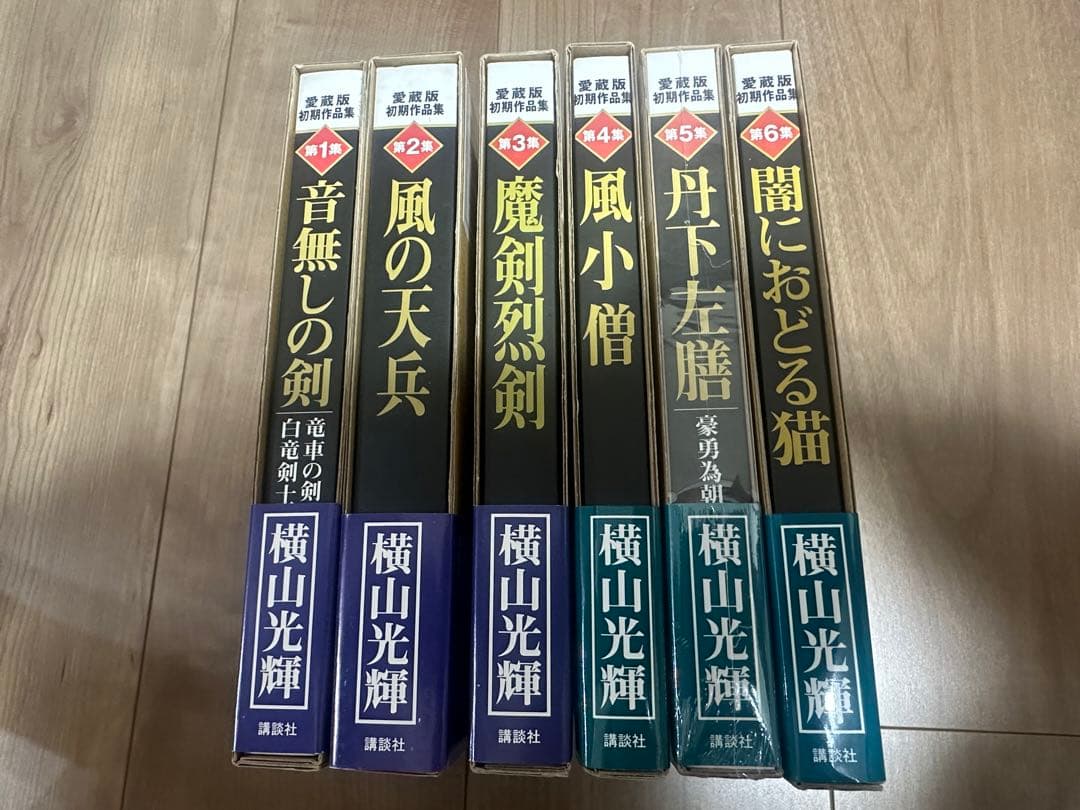 愛蔵版
初期作品集
第1集
音無しの剣
竜車の剣
白竜剣士
横山光輝
講談社
愛蔵版
初期作品集
第2集
風の天兵
横山光輝
講談社
愛蔵版
初期作品集
第3集
魔剣烈剣
横山光輝
講談社
愛蔵版
初期作品集
第4集
風小僧
横山光輝
講談社
愛蔵版
初期作品集
第5集
丹下左膳
豪勇為朝
横山光輝
講談社
愛蔵版
初期作品集
第6集
闇におどる猫
横山光輝
講談社